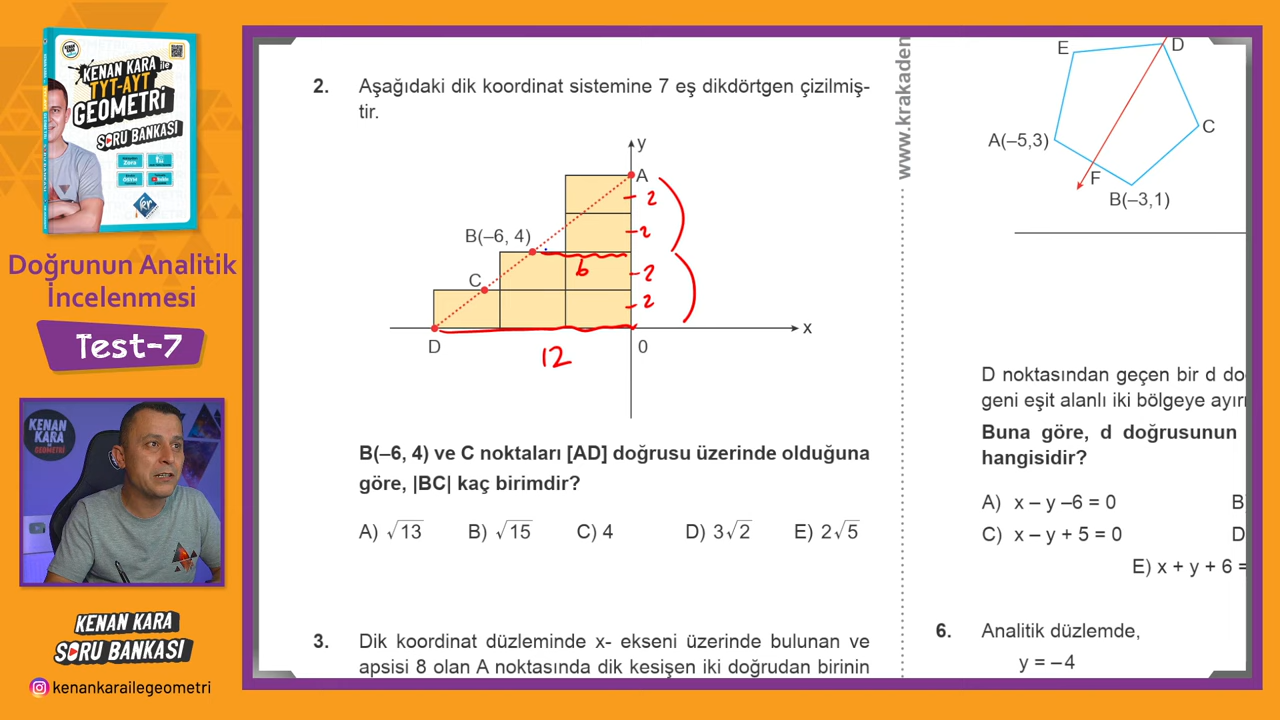 KENAN KARA ile
TYT-AYT
GEOMETRİ
SORU BANKASI
Doğrunun Analitik
İncelenmesi
Test-7
KENAN KARA
SORU BANKASI
kenankarailegeometri
2. Aşağıdaki dik koordinat sistemine 7 eş dikdörtgen çizilmiş-
tir.
y
A
2
2
B(–6, 4)
6
2
C
2
x
D
0
12
B(–6, 4) ve C noktaları [AD] doğrusu üzerinde olduğuna
göre, |BC| kaç birimdir?
A) √13 B) √15 C) 4 D) 3√2 E) 2√5
3. Dik koordinat düzleminde x- ekseni üzerinde bulunan ve
apsisi 8 olan A noktasında dik kesişen iki doğrudan birinin
www.krakaden
E
D
C
A(–5,3)
F
B(–3,1)
D noktasından geçen bir d do
geni eşit alanlı iki bölgeye ayır
Buna göre, d doğrusunun
hangisidir?
A) x – y –6 = 0 B
C) x – y + 5 = 0 D
E) x + y + 6 =
6. Analitik düzlemde,
y = – 4